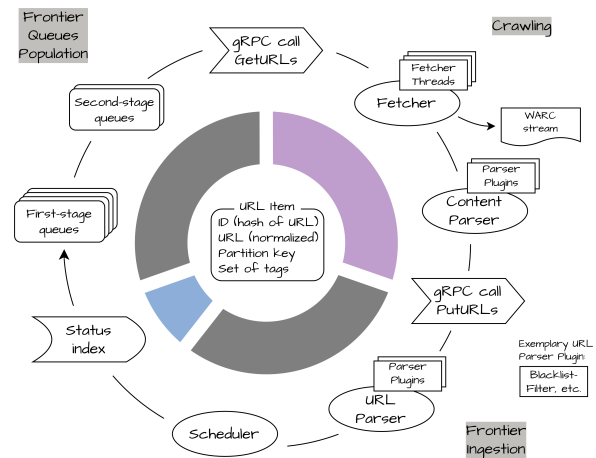 Frontier
Queues
Population
gRPC call
GetURLs
Crawling
Fetcher
Threads
Fetcher
WARC
stream
Second-stage
queues
Parser
Plugins
Content
Parser
First-stage
queues
URL Item
ID (hash of URL)
URL (normalized)
Partition key
Set of tags
gRPC call
PutURLs
Status
index
Exemplary URL
Parser Plugin:
Blacklist-
Filter, etc.
Parser
Plugins
URL
Parser
Scheduler
Frontier
Ingestion